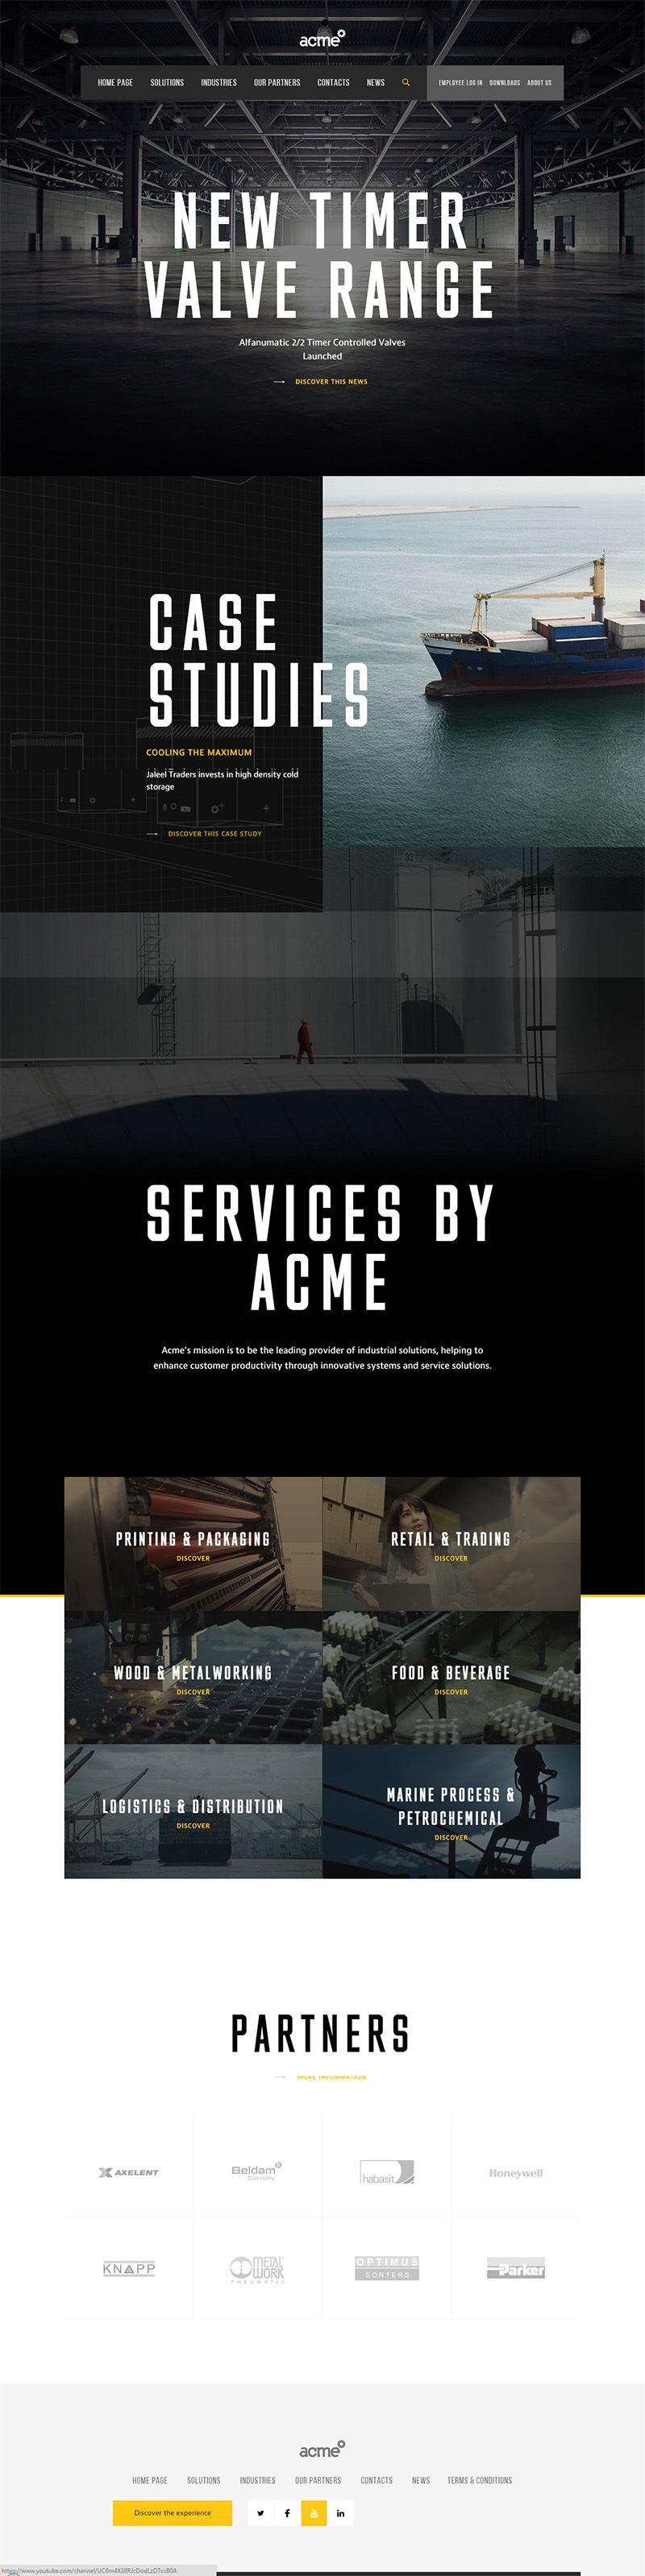 acme
HOME PAGE SOLUTIONS INDUSTRIES OUR PARTNERS CONTACTS NEWS EMPLOYEE LOG IN DOWNLOADS ABOUT US
NEW TIMER
VALVE RANGE
Alfanumatic 2/2 Timer Controlled Valves
Launched
DISCOVER THIS NEWS
CASE
STUDIES
COOLING THE MAXIMUM
Jaleel Traders invests in high density cold
storage
DISCOVER THIS CASE STUDY
33
SERVICES BY
ACME
Acme's mission is to be the leading provider of industrial solutions, helping to
enhance customer productivity through innovative systems and service solutions.
PRINTING & PACKAGING
DISCOVER
RETAIL & TRADING
DISCOVER
WOOD & METALWORKING
DISCOVER
FOOD & BEVERAGE
DISCOVER
LOGISTICS & DISTRIBUTION
DISCOVER
MARINE PROCESS &
PETROCHEMICAL
DISCOVER
PARTNERS
MORE INFORMATION
AXELENT
Beldam
Crossley
habasit
Honeywell
KNAPP
METAL
WORK
PNEUMATIC
OPTIMUS
SORTERS
Parker
acme
HOME PAGE SOLUTIONS INDUSTRIES OUR PARTNERS CONTACTS NEWS TERMS & CONDITIONS
Discover the experience
You
Tube
in